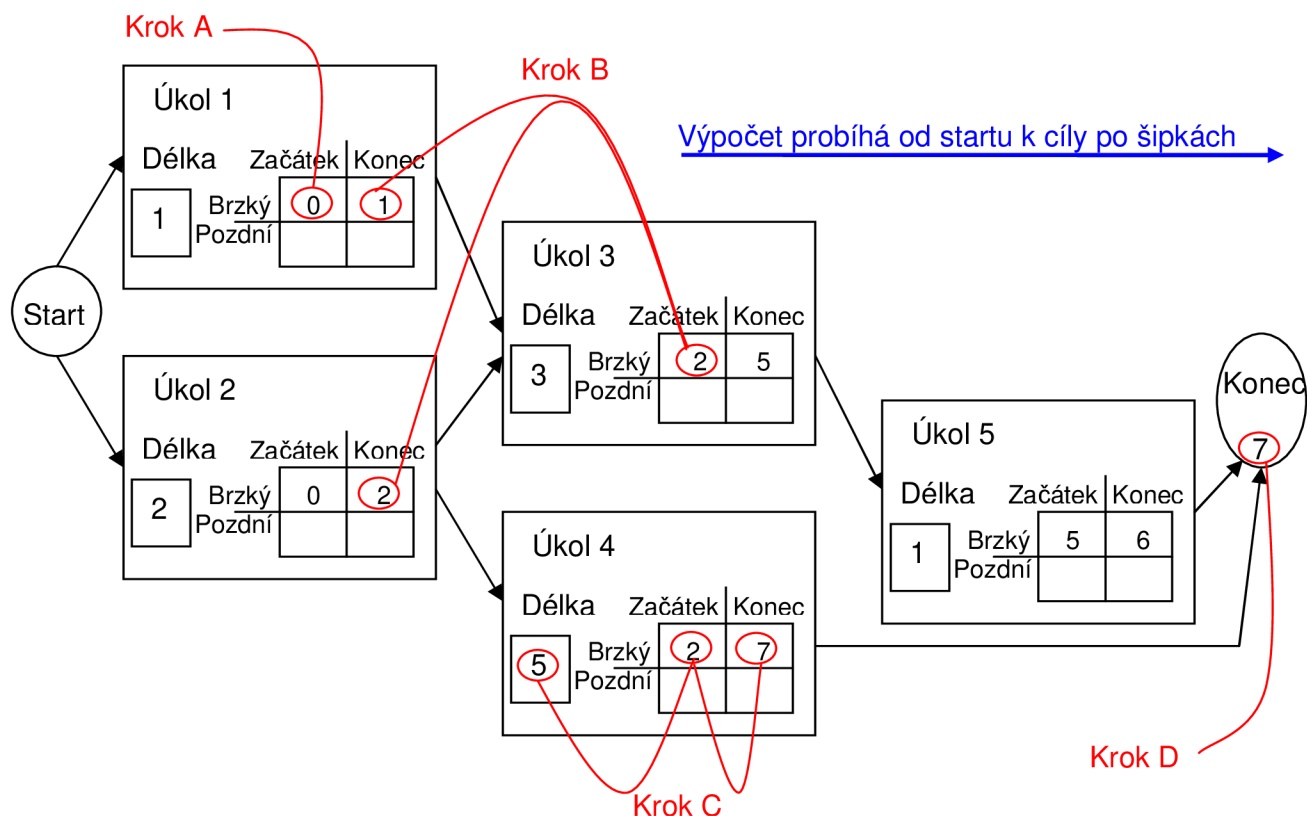 Krok A
Krok B
Výpočet probíhá od startu k cíly po šipkách
Start
Úkol 1
Délka
Začátek Konec
1
Brzký 0 1
Pozdní
Úkol 2
Délka
Začátek Konec
2
Brzký 0 2
Pozdní
Úkol 3
Délka
Začátek Konec
3
Brzký 2 5
Pozdní
Úkol 4
Délka
Začátek Konec
5
Brzký 2 7
Pozdní
Úkol 5
Délka
Začátek Konec
1
Brzký 5 6
Pozdní
Konec
7
Krok C
Krok D